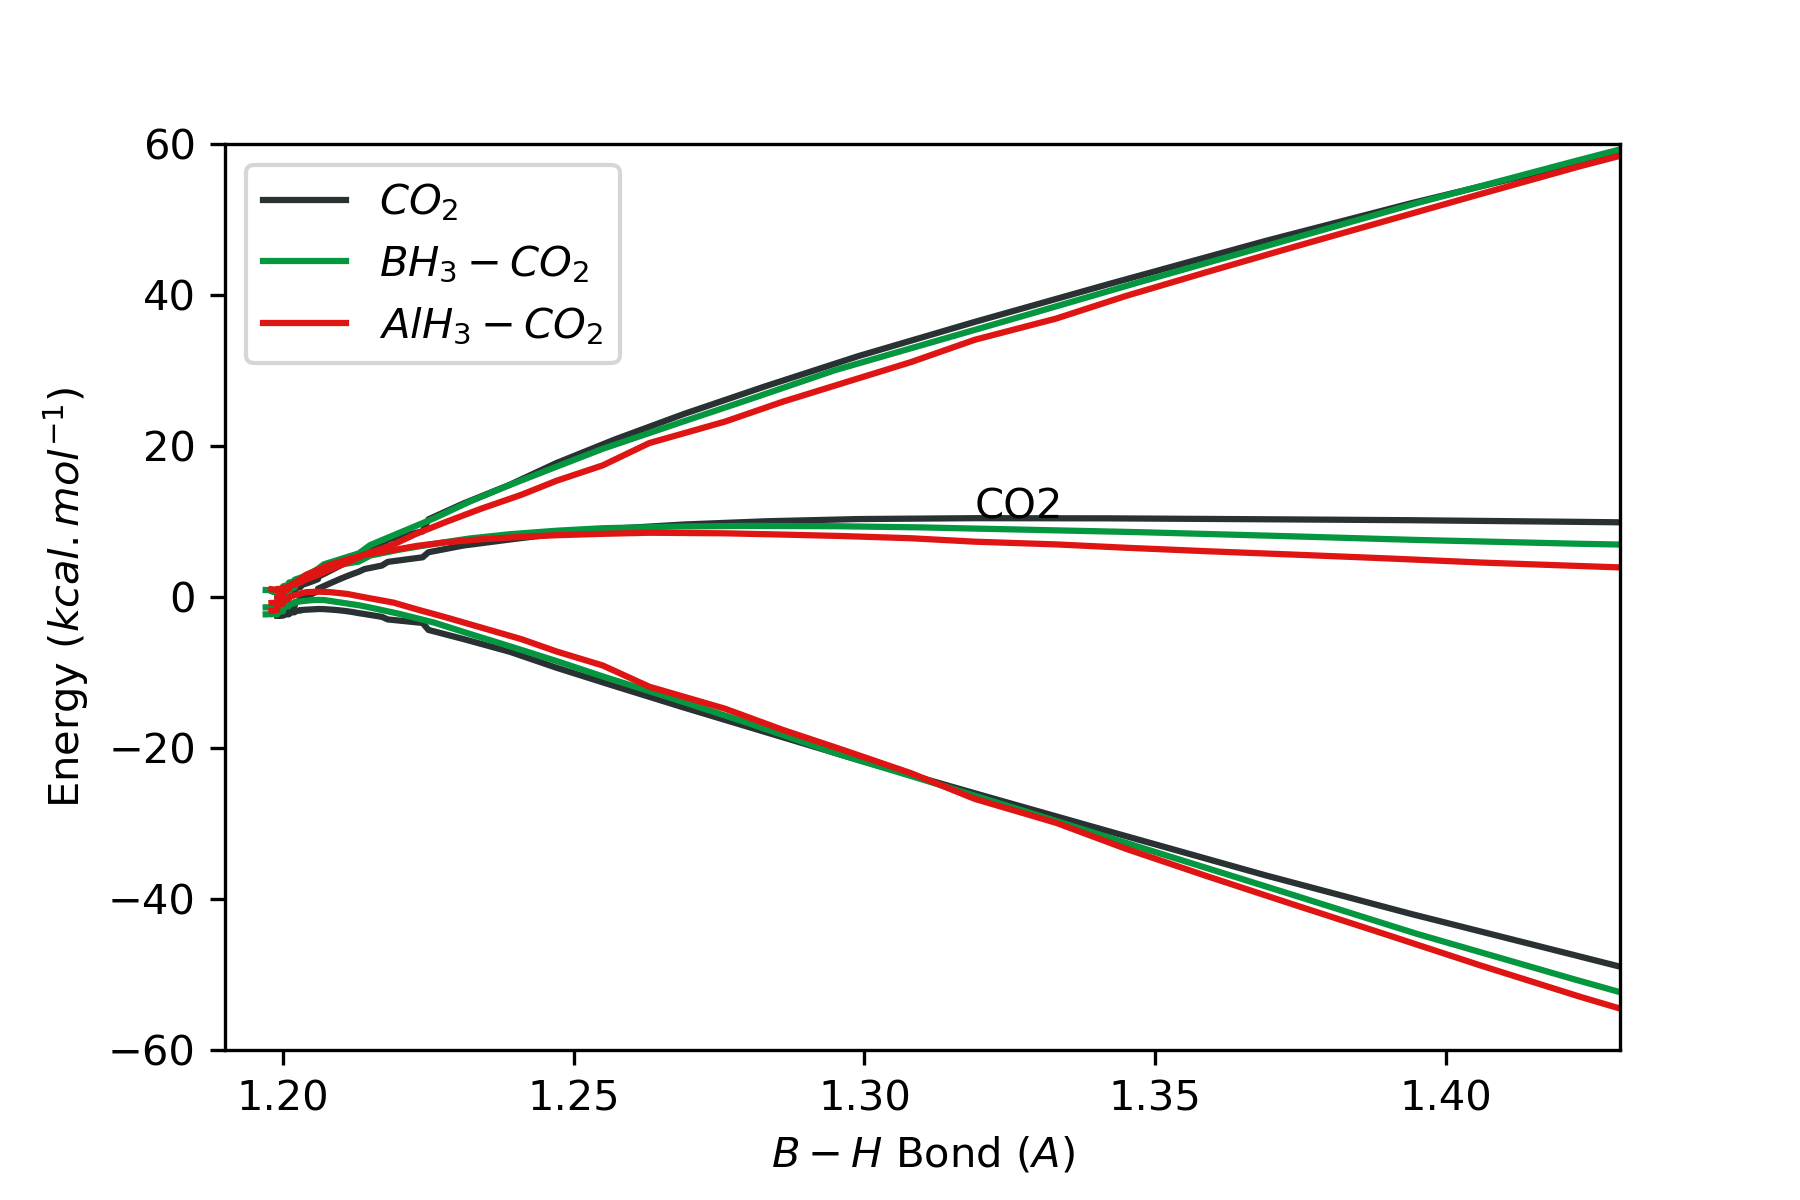 60
40
20
0
−20
−40
−60
Energy (kcal.mol⁻¹)
CO₂
BH₃ − CO₂
AlH₃ − CO₂
CO2
1.20 1.25 1.30 1.35 1.40
B − H Bond (A)